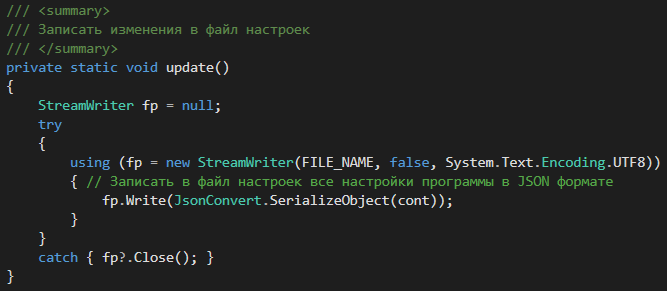 /// <summary>
/// Записать изменения в файл настроек
/// </summary>
private static void update()
{
    StreamWriter fp = null;
    try
    {
        using (fp = new StreamWriter(FILE_NAME, false, System.Text.Encoding.UTF8))
        { // Записать в файл настроек все настройки программы в JSON формате
            fp.Write(JsonConvert.SerializeObject(cont));
        }
    }
    catch { fp?.Close(); }
}